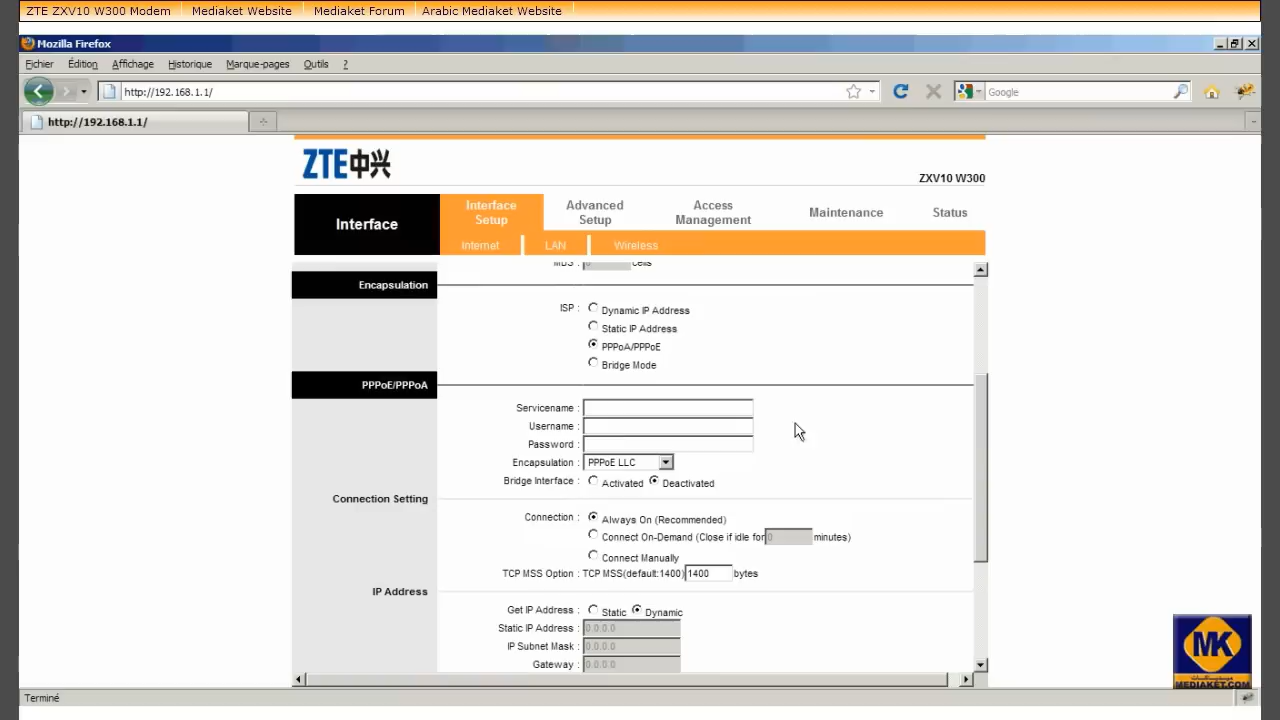 ZTE ZXV10 W300 Modem Mediaket Website Mediaket Forum Arabic Mediaket Website
Mozilla Firefox
Fichier Édition Affichage Historique Marque-pages Outils ?
http://192.168.1.1/ Google
http://192.168.1.1/
ZTE中兴
ZXV10 W300
Interface
Interface Setup
Advanced Setup
Access Management
Maintenance
Status
Internet LAN Wireless
MBS : 0 cells
Encapsulation
ISP : Dynamic IP Address
Static IP Address
PPPoA/PPPoE
Bridge Mode
PPPoE/PPPoA
Servicename :
Username :
Password :
Encapsulation : PPPoE LLC
Bridge Interface : Activated Deactivated
Connection Setting
Connection : Always On (Recommended)
Connect On-Demand (Close if idle for 0 minutes)
Connect Manually
TCP MSS Option : TCP MSS(default:1400) 1400 bytes
IP Address
Get IP Address : Static Dynamic
Static IP Address : 0.0.0.0
IP Subnet Mask : 0.0.0.0
Gateway : 0.0.0.0
MK
MEDIAKET.COM
Terminé